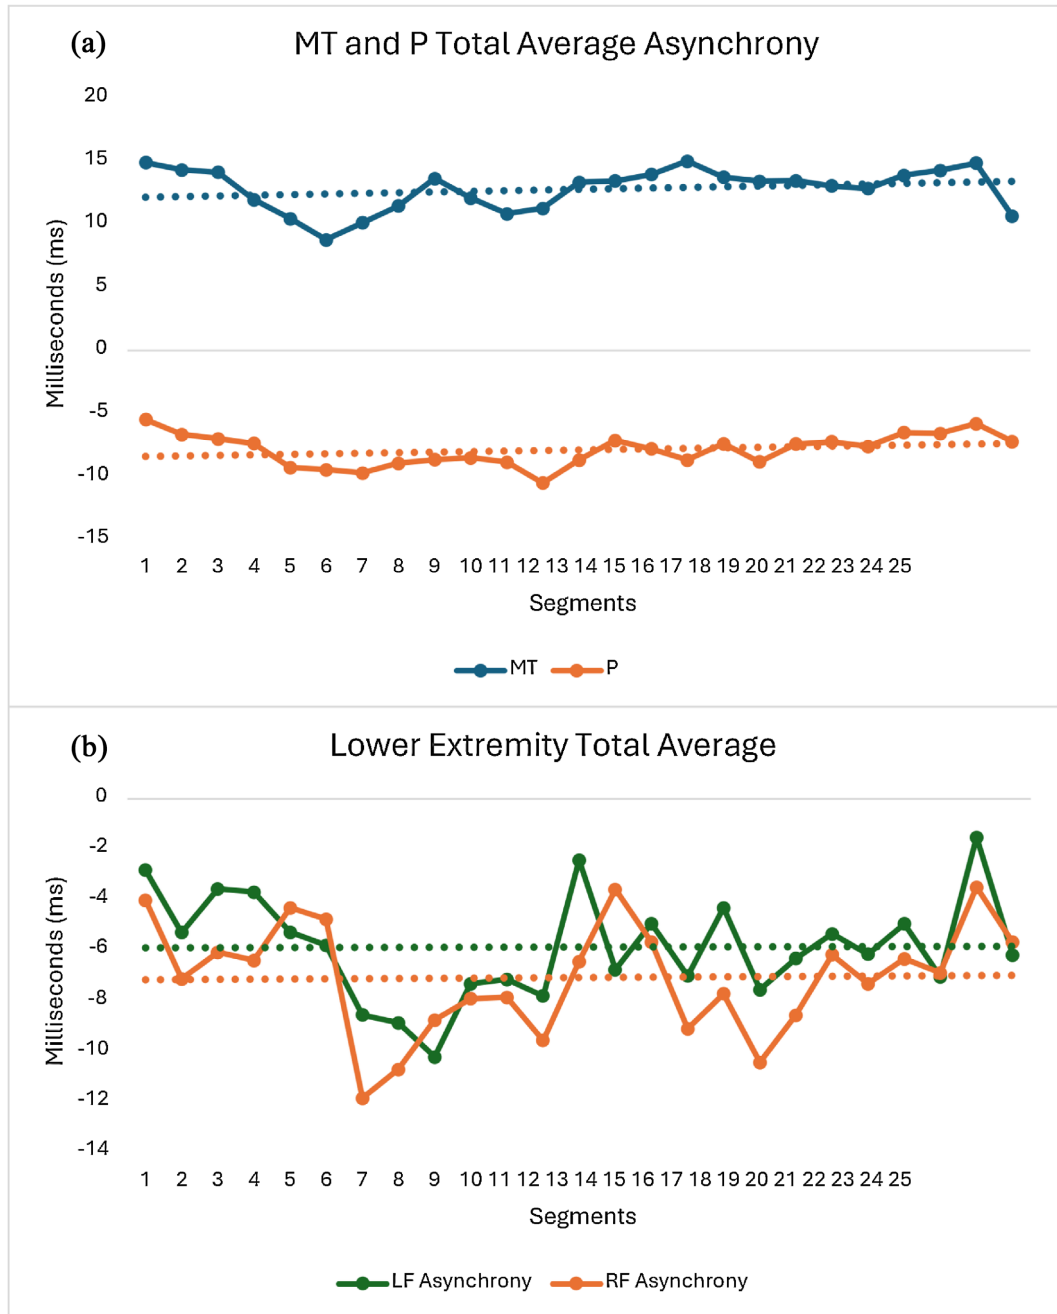 (a)
MT and P Total Average Asynchrony
Milliseconds (ms)
20
15
10
5
0
-5
-10
-15
1 2 3 4 5 6 7 8 9 10 11 12 13 14 15 16 17 18 19 20 21 22 23 24 25
Segments
MT P
(b)
Lower Extremity Total Average
Milliseconds (ms)
0
-2
-4
-6
-8
-10
-12
-14
1 2 3 4 5 6 7 8 9 10 11 12 13 14 15 16 17 18 19 20 21 22 23 24 25
Segments
LF Asynchrony RF Asynchrony